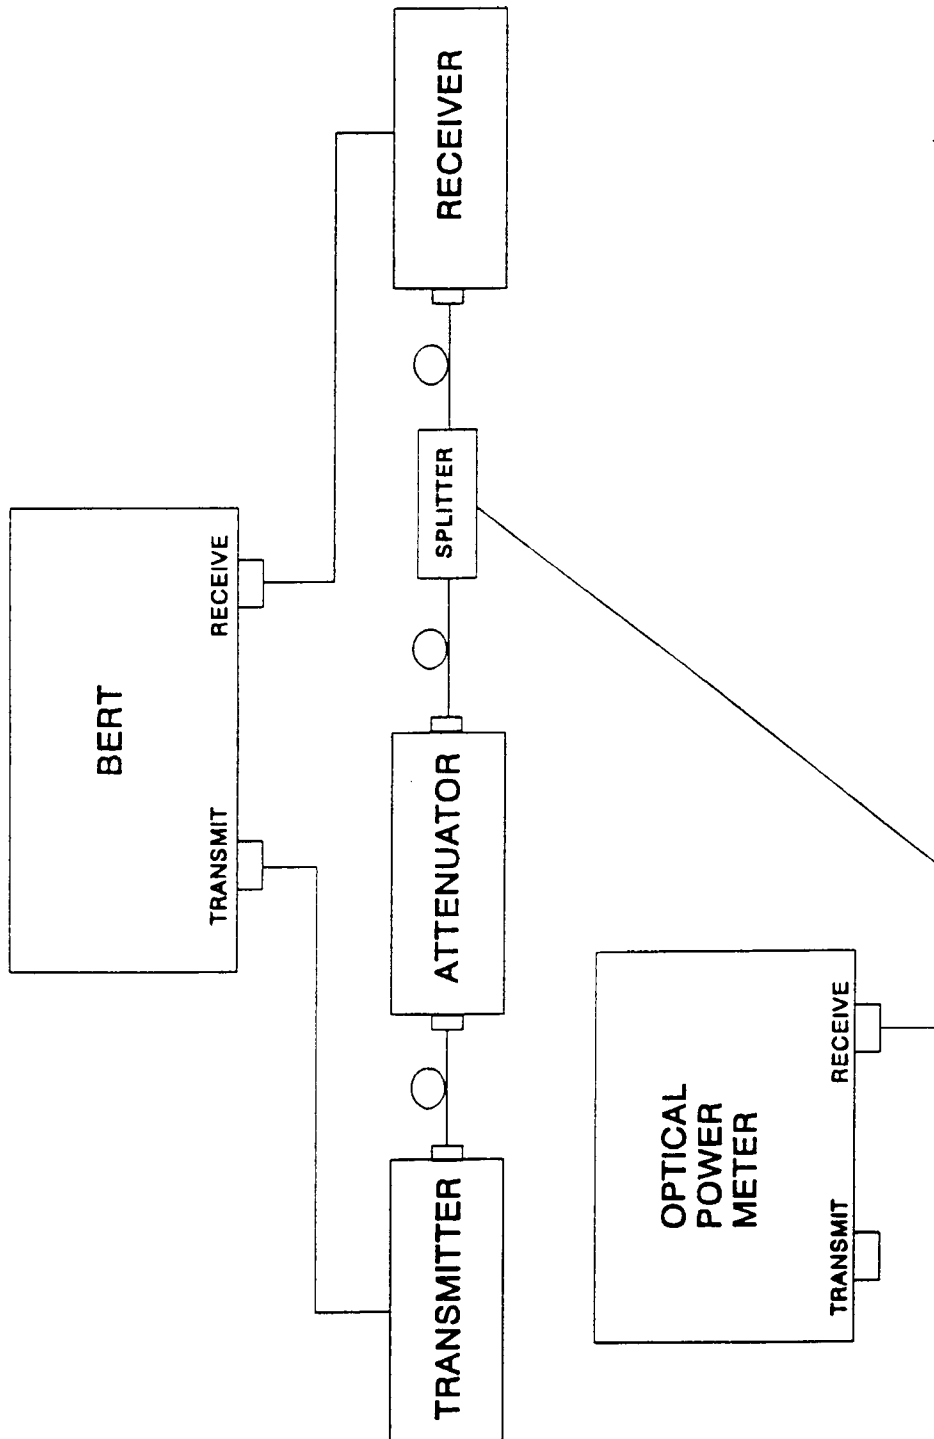 BERT
TRANSMIT
RECEIVE
TRANSMITTER
ATTENUATOR
SPLITTER
RECEIVER
OPTICAL
POWER
METER
TRANSMIT
RECEIVE